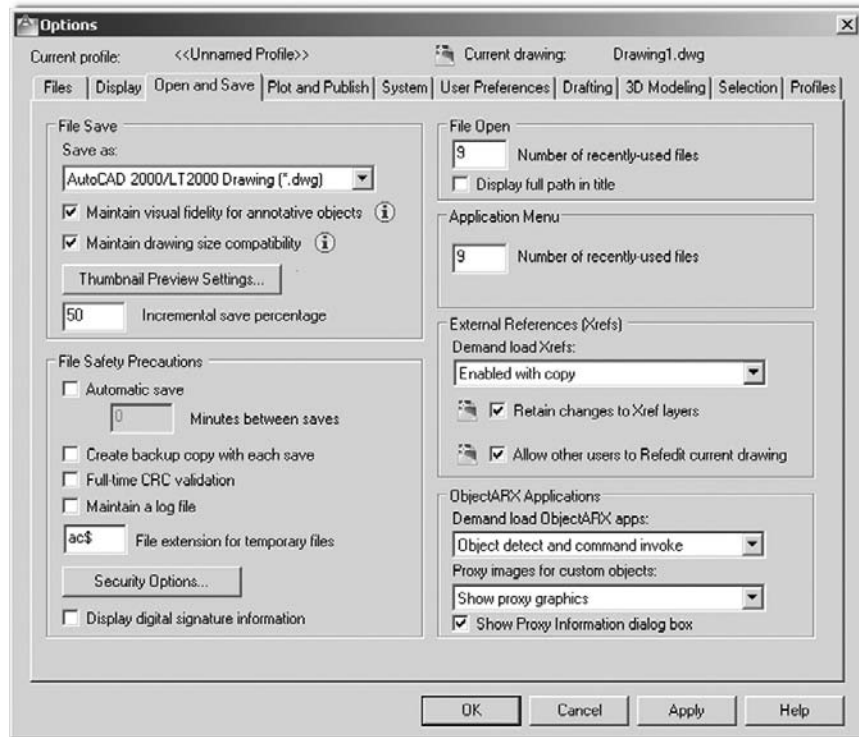 Options
Current profile: <<Unnamed Profile>> Current drawing: Drawing1.dwg
Files Display Open and Save Plot and Publish System User Preferences Drafting 3D Modeling Selection Profiles
File Save
Save as:
AutoCAD 2000/LT2000 Drawing (*.dwg)
Maintain visual fidelity for annotative objects
Maintain drawing size compatibility
Thumbnail Preview Settings...
50 Incremental save percentage
File Safety Precautions
Automatic save
0 Minutes between saves
Create backup copy with each save
Full-time CRC validation
Maintain a log file
ac$ File extension for temporary files
Security Options...
Display digital signature information
File Open
9 Number of recently-used files
Display full path in title
Application Menu
9 Number of recently-used files
External References (Xrefs)
Demand load Xrefs:
Enabled with copy
Retain changes to Xref layers
Allow other users to Refedit current drawing
ObjectARX Applications
Demand load ObjectARX apps:
Object detect and command invoke
Proxy images for custom objects:
Show proxy graphics
Show Proxy Information dialog box
OK Cancel Apply Help